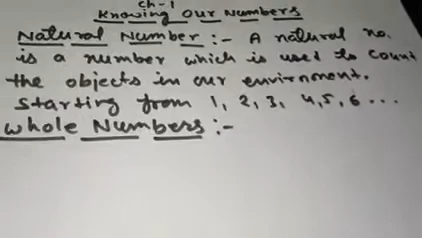 Ch-1
Knowing Our Numbers
Natural Number :- A natural no.
is a number which is used to count
the objects in our environment.
Starting from 1, 2, 3, 4, 5, 6 ...
Whole Numbers :-